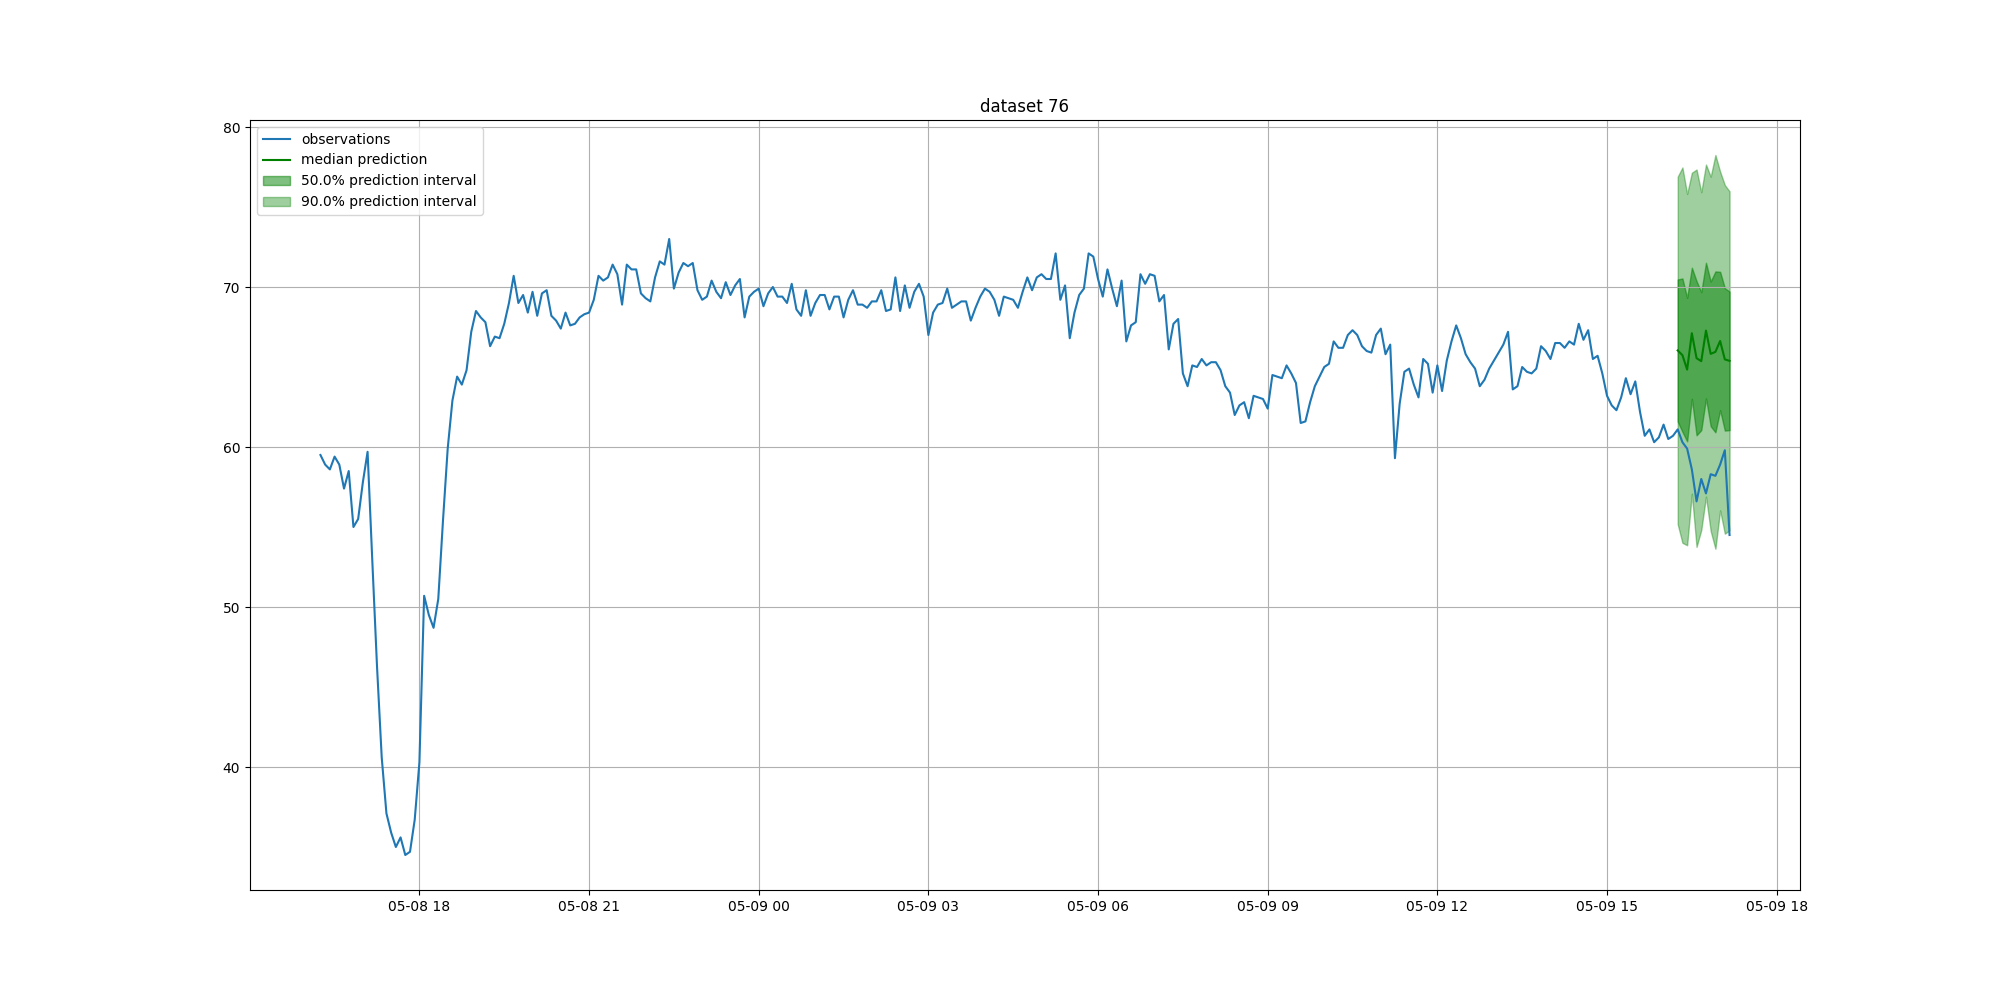 dataset 76
observations
median prediction
50.0% prediction interval
90.0% prediction interval
80
70
60
50
40
05-08 18
05-08 21
05-09 00
05-09 03
05-09 06
05-09 09
05-09 12
05-09 15
05-09 18